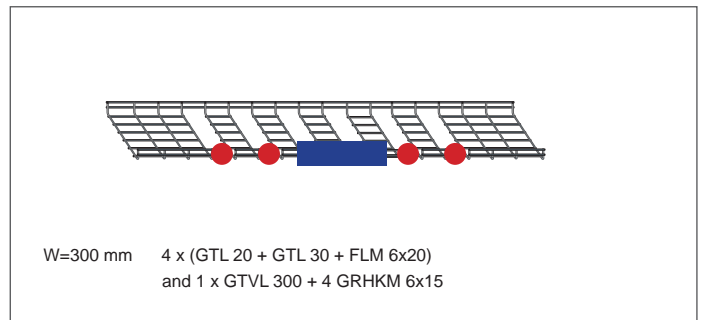 W=300 mm 4 x (GTL 20 + GTL 30 + FLM 6x20)
and 1 x GTVL 300 + 4 GRHKM 6x15